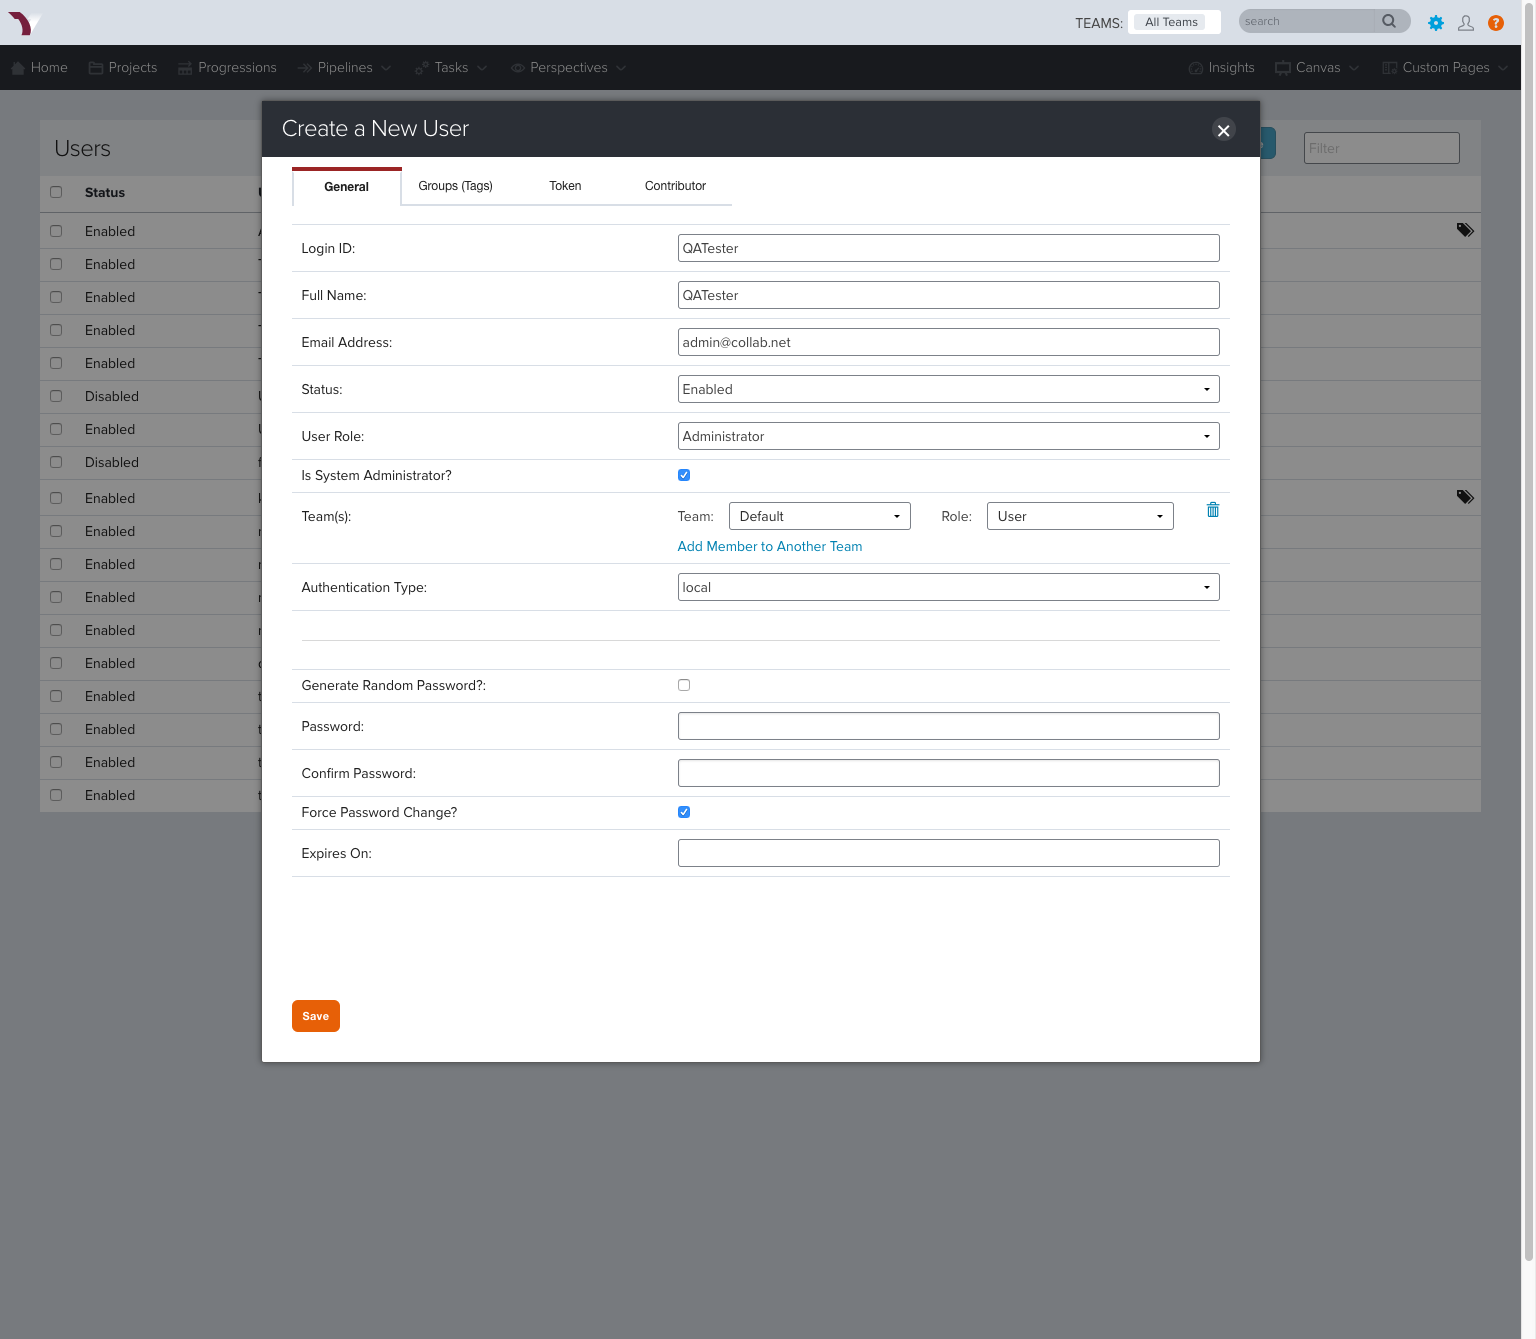 TEAMS: All Teams search ?
Home Projects Progressions Pipelines Tasks Perspectives Insights Canvas Custom Pages
Create a New User
Users Filter
General Groups (Tags) Token Contributor
Status
Enabled
Enabled
Enabled
Enabled
Enabled
Disabled
Enabled
Disabled
Enabled
Enabled
Enabled
Enabled
Enabled
Enabled
Enabled
Enabled
Enabled
Enabled
Login ID: QATester
Full Name: QATester
Email Address: admin@collab.net
Status: Enabled
User Role: Administrator
Is System Administrator?
Team(s): Team: Default Role: User
Add Member to Another Team
Authentication Type: local
Generate Random Password?:
Password:
Confirm Password:
Force Password Change?
Expires On:
Save